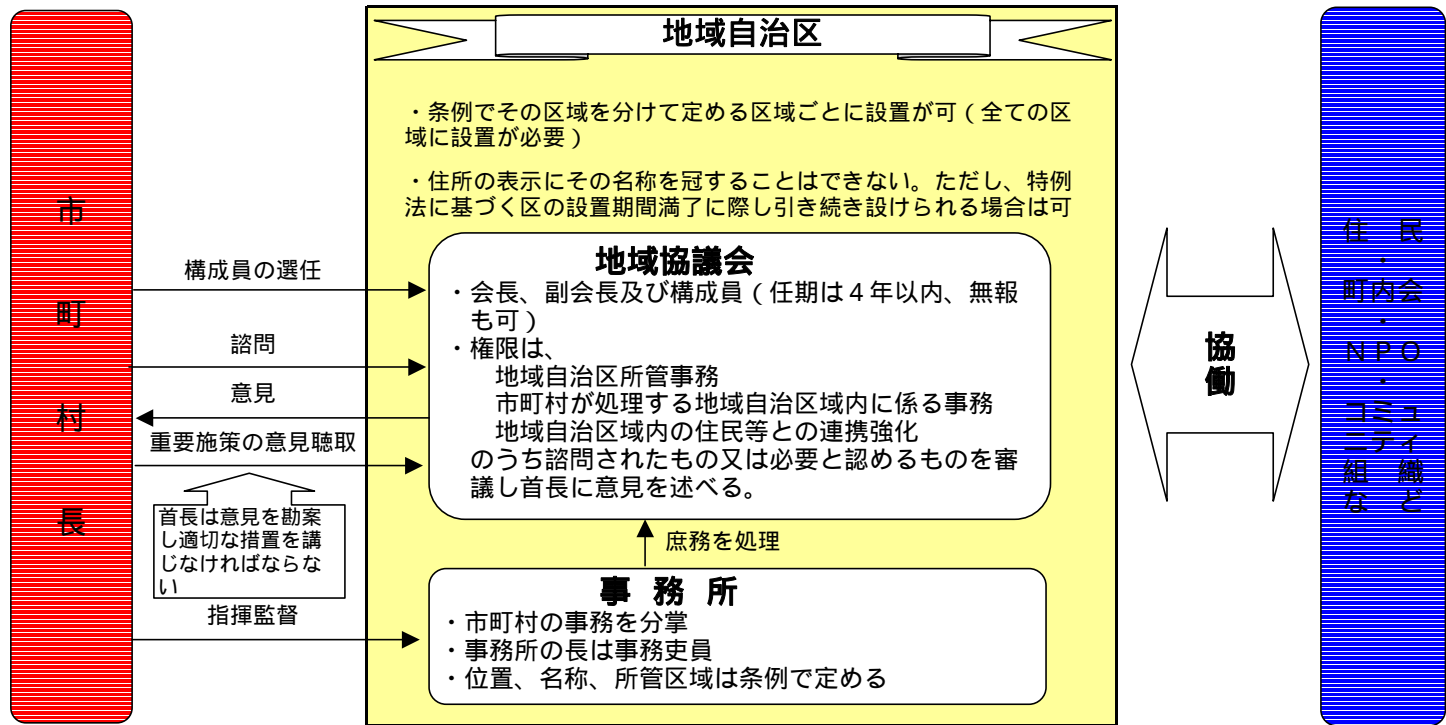 地域自治区
・条例でその区域を分けて定める区域ごとに設置が可（全ての区
域に設置が必要）
・住所の表示にその名称を冠することはできない。ただし、特例
法に基づく区の設置期間満了に際し引き続き設けられる場合は可
市
町
村
長
構成員の選任
諮問
意見
重要施策の意見聴取
首長は意見を勘案
し適切な措置を講
じなければならな
い
指揮監督
地域協議会
・会長、副会長及び構成員（任期は４年以内、無報
も可）
・権限は、
地域自治区所管事務
市町村が処理する地域自治区域内に係る事務
地域自治区域内の住民等との連携強化
のうち諮問されたもの又は必要と認めるものを審
議し首長に意見を述べる。
庶務を処理
事 務 所
・市町村の事務を分掌
・事務所の長は事務吏員
・位置、名称、所管区域は条例で定める
協
働
住 民
・
町内会
・
ＮＰＯ
・
コミュ
ニティ
組 織
な ど